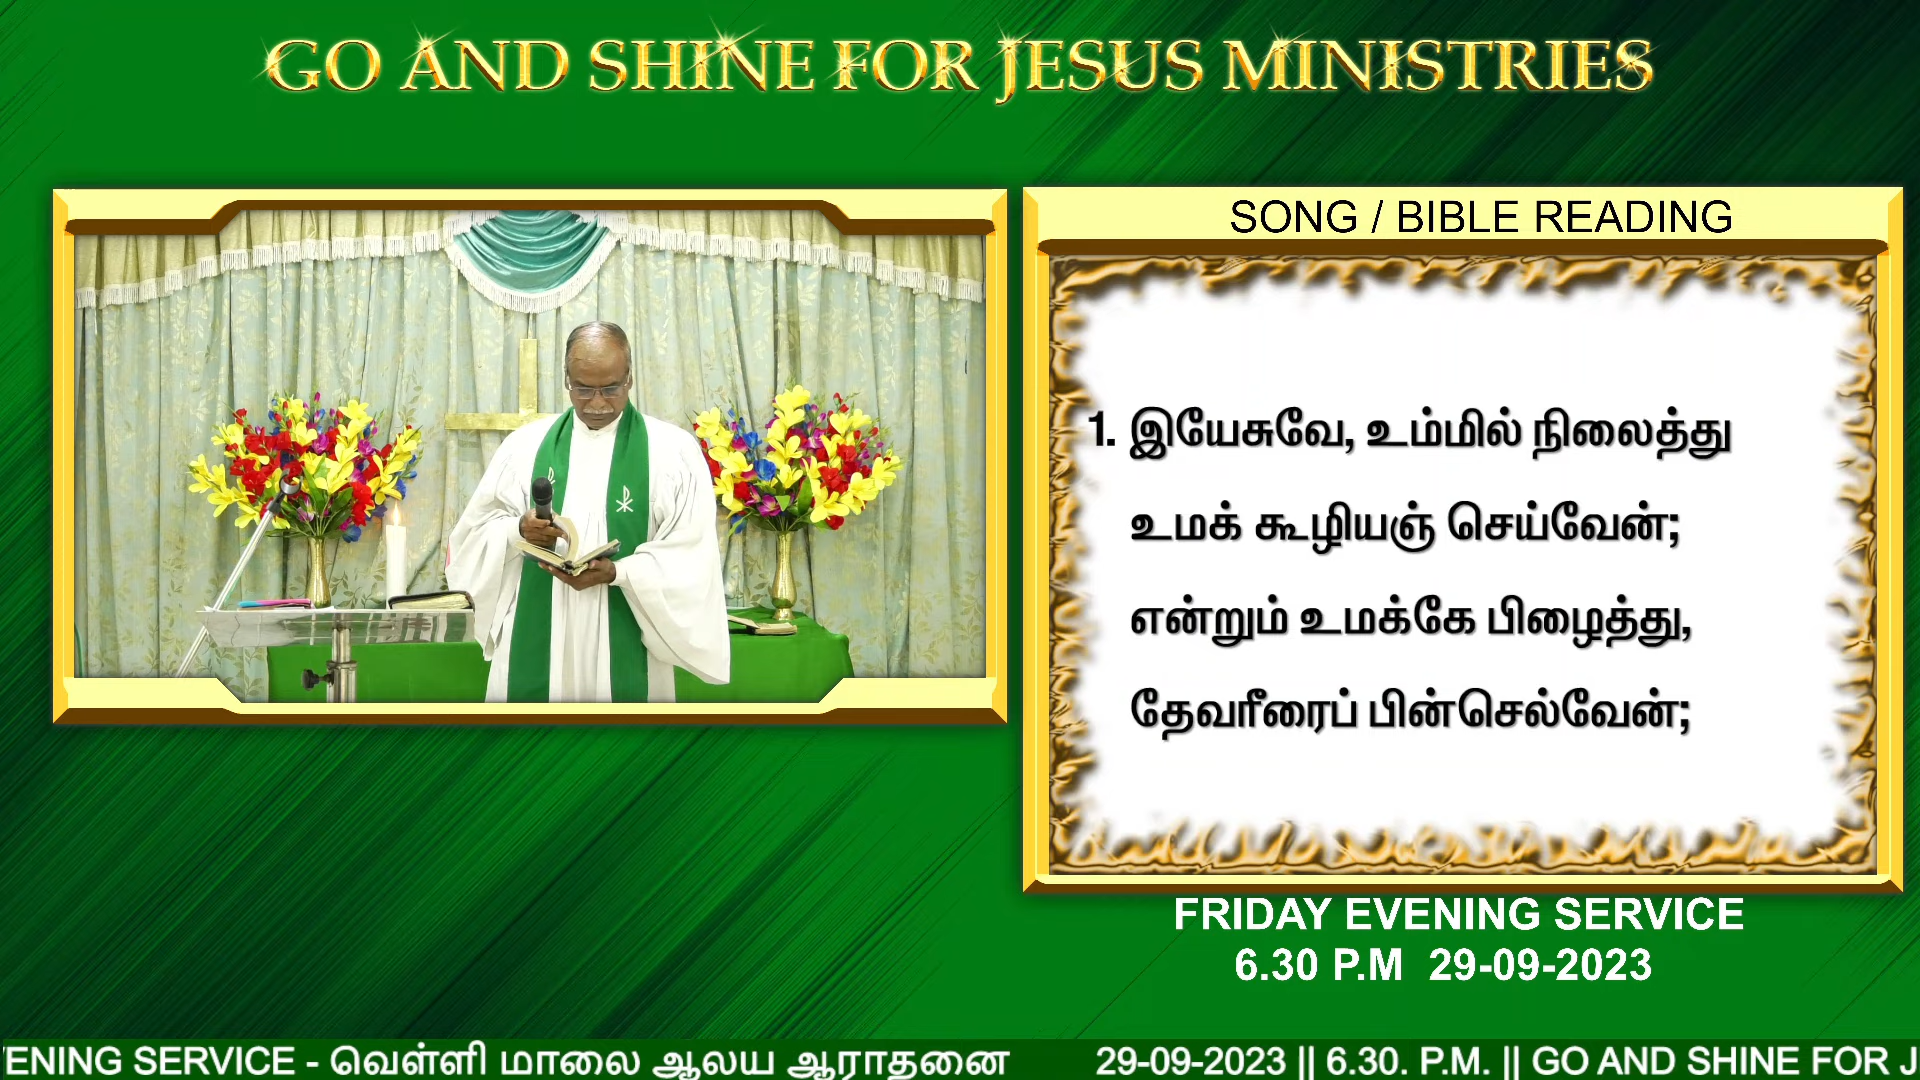 GO AND SHINE FOR JESUS MINISTRIES
SONG / BIBLE READING
1. இயேசுவே, உம்மில் நிலைத்து
உமக் கூழியஞ் செய்வேன்;
என்றும் உமக்கே பிழைத்து,
தேவரீரைப் பின்செல்வேன்;
FRIDAY EVENING SERVICE
6.30 P.M 29-09-2023
VENING SERVICE - வெள்ளி மாலை ஆலய ஆராதனை 29-09-2023 || 6.30. P.M. || GO AND SHINE FOR J